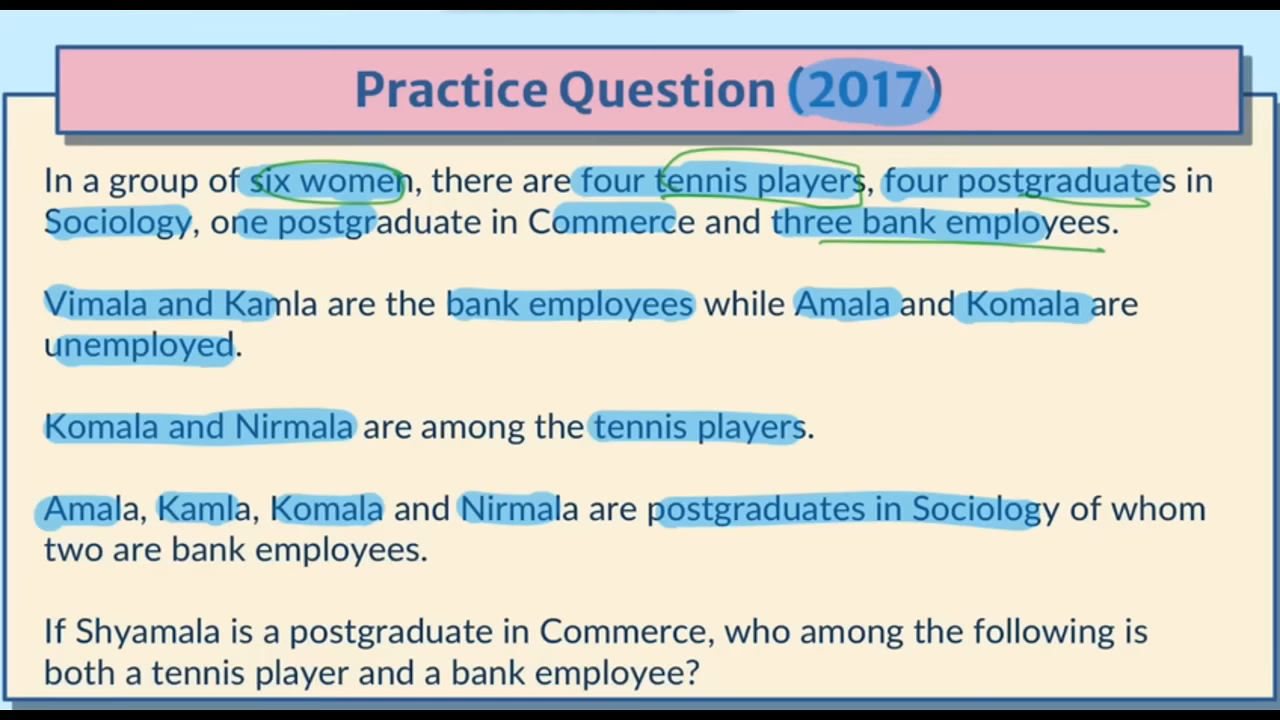 Practice Question (2017)
In a group of six women, there are four tennis players, four postgraduates in
Sociology, one postgraduate in Commerce and three bank employees.
Vimala and Kamla are the bank employees while Amala and Komala are
unemployed.
Komala and Nirmala are among the tennis players.
Amala, Kamla, Komala and Nirmala are postgraduates in Sociology of whom
two are bank employees.
If Shyamala is a postgraduate in Commerce, who among the following is
both a tennis player and a bank employee?